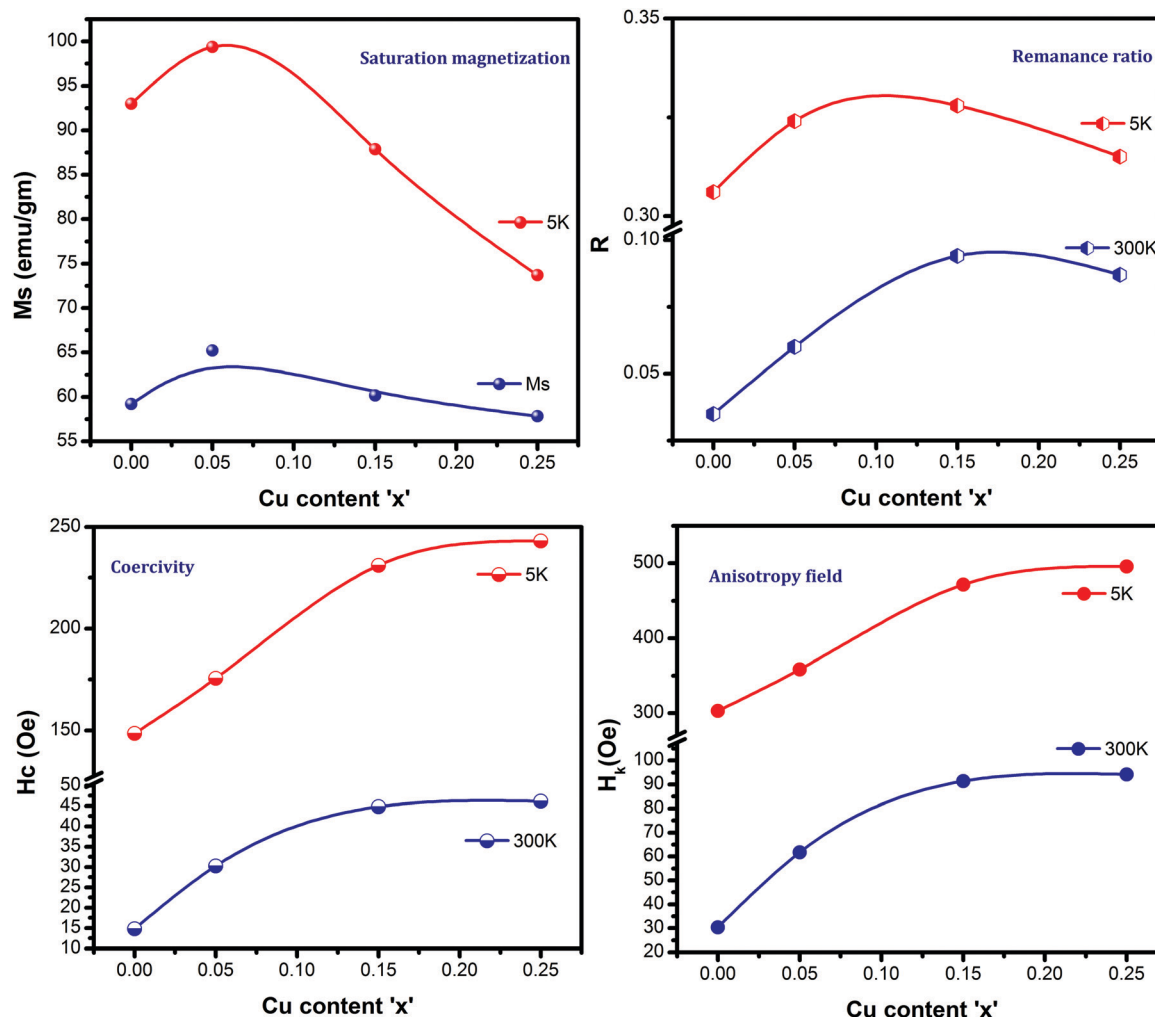 Saturation magnetization
Ms (emu/gm)
100
95
90
85
80
75
70
65
60
55
5K
Ms
0.00 0.05 0.10 0.15 0.20 0.25
Cu content 'x'
Remanance ratio
R
0.35
0.30
0.10
0.05
5K
300K
0.00 0.05 0.10 0.15 0.20 0.25
Cu content 'x'
Coercivity
Hc (Oe)
250
200
150
50
45
40
35
30
25
20
15
10
5K
300K
0.00 0.05 0.10 0.15 0.20 0.25
Cu content 'x'
Anisotropy field
Hk(Oe)
500
400
300
100
90
80
70
60
50
40
30
20
5K
300K
0.00 0.05 0.10 0.15 0.20 0.25
Cu content 'x'